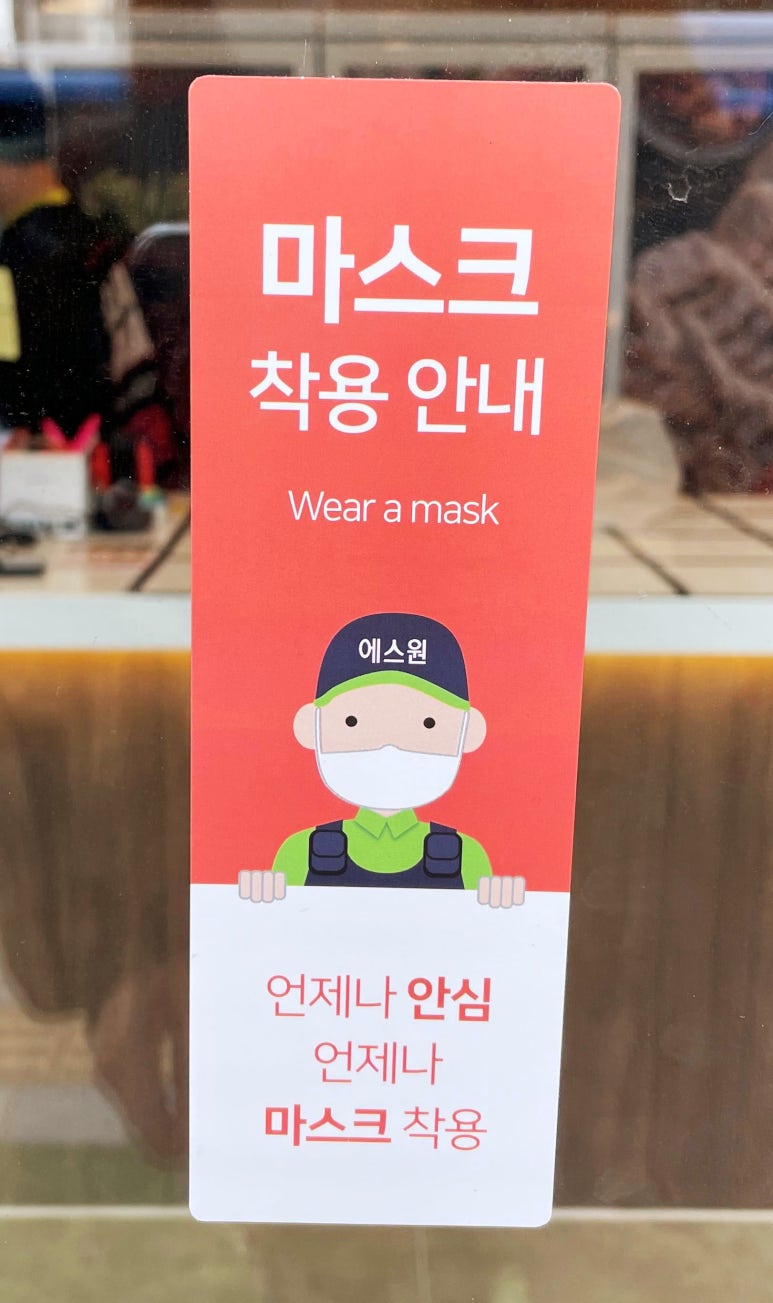 마스크
착용 안내
Wear a mask
에스원
언제나 안심
언제나
마스크 착용